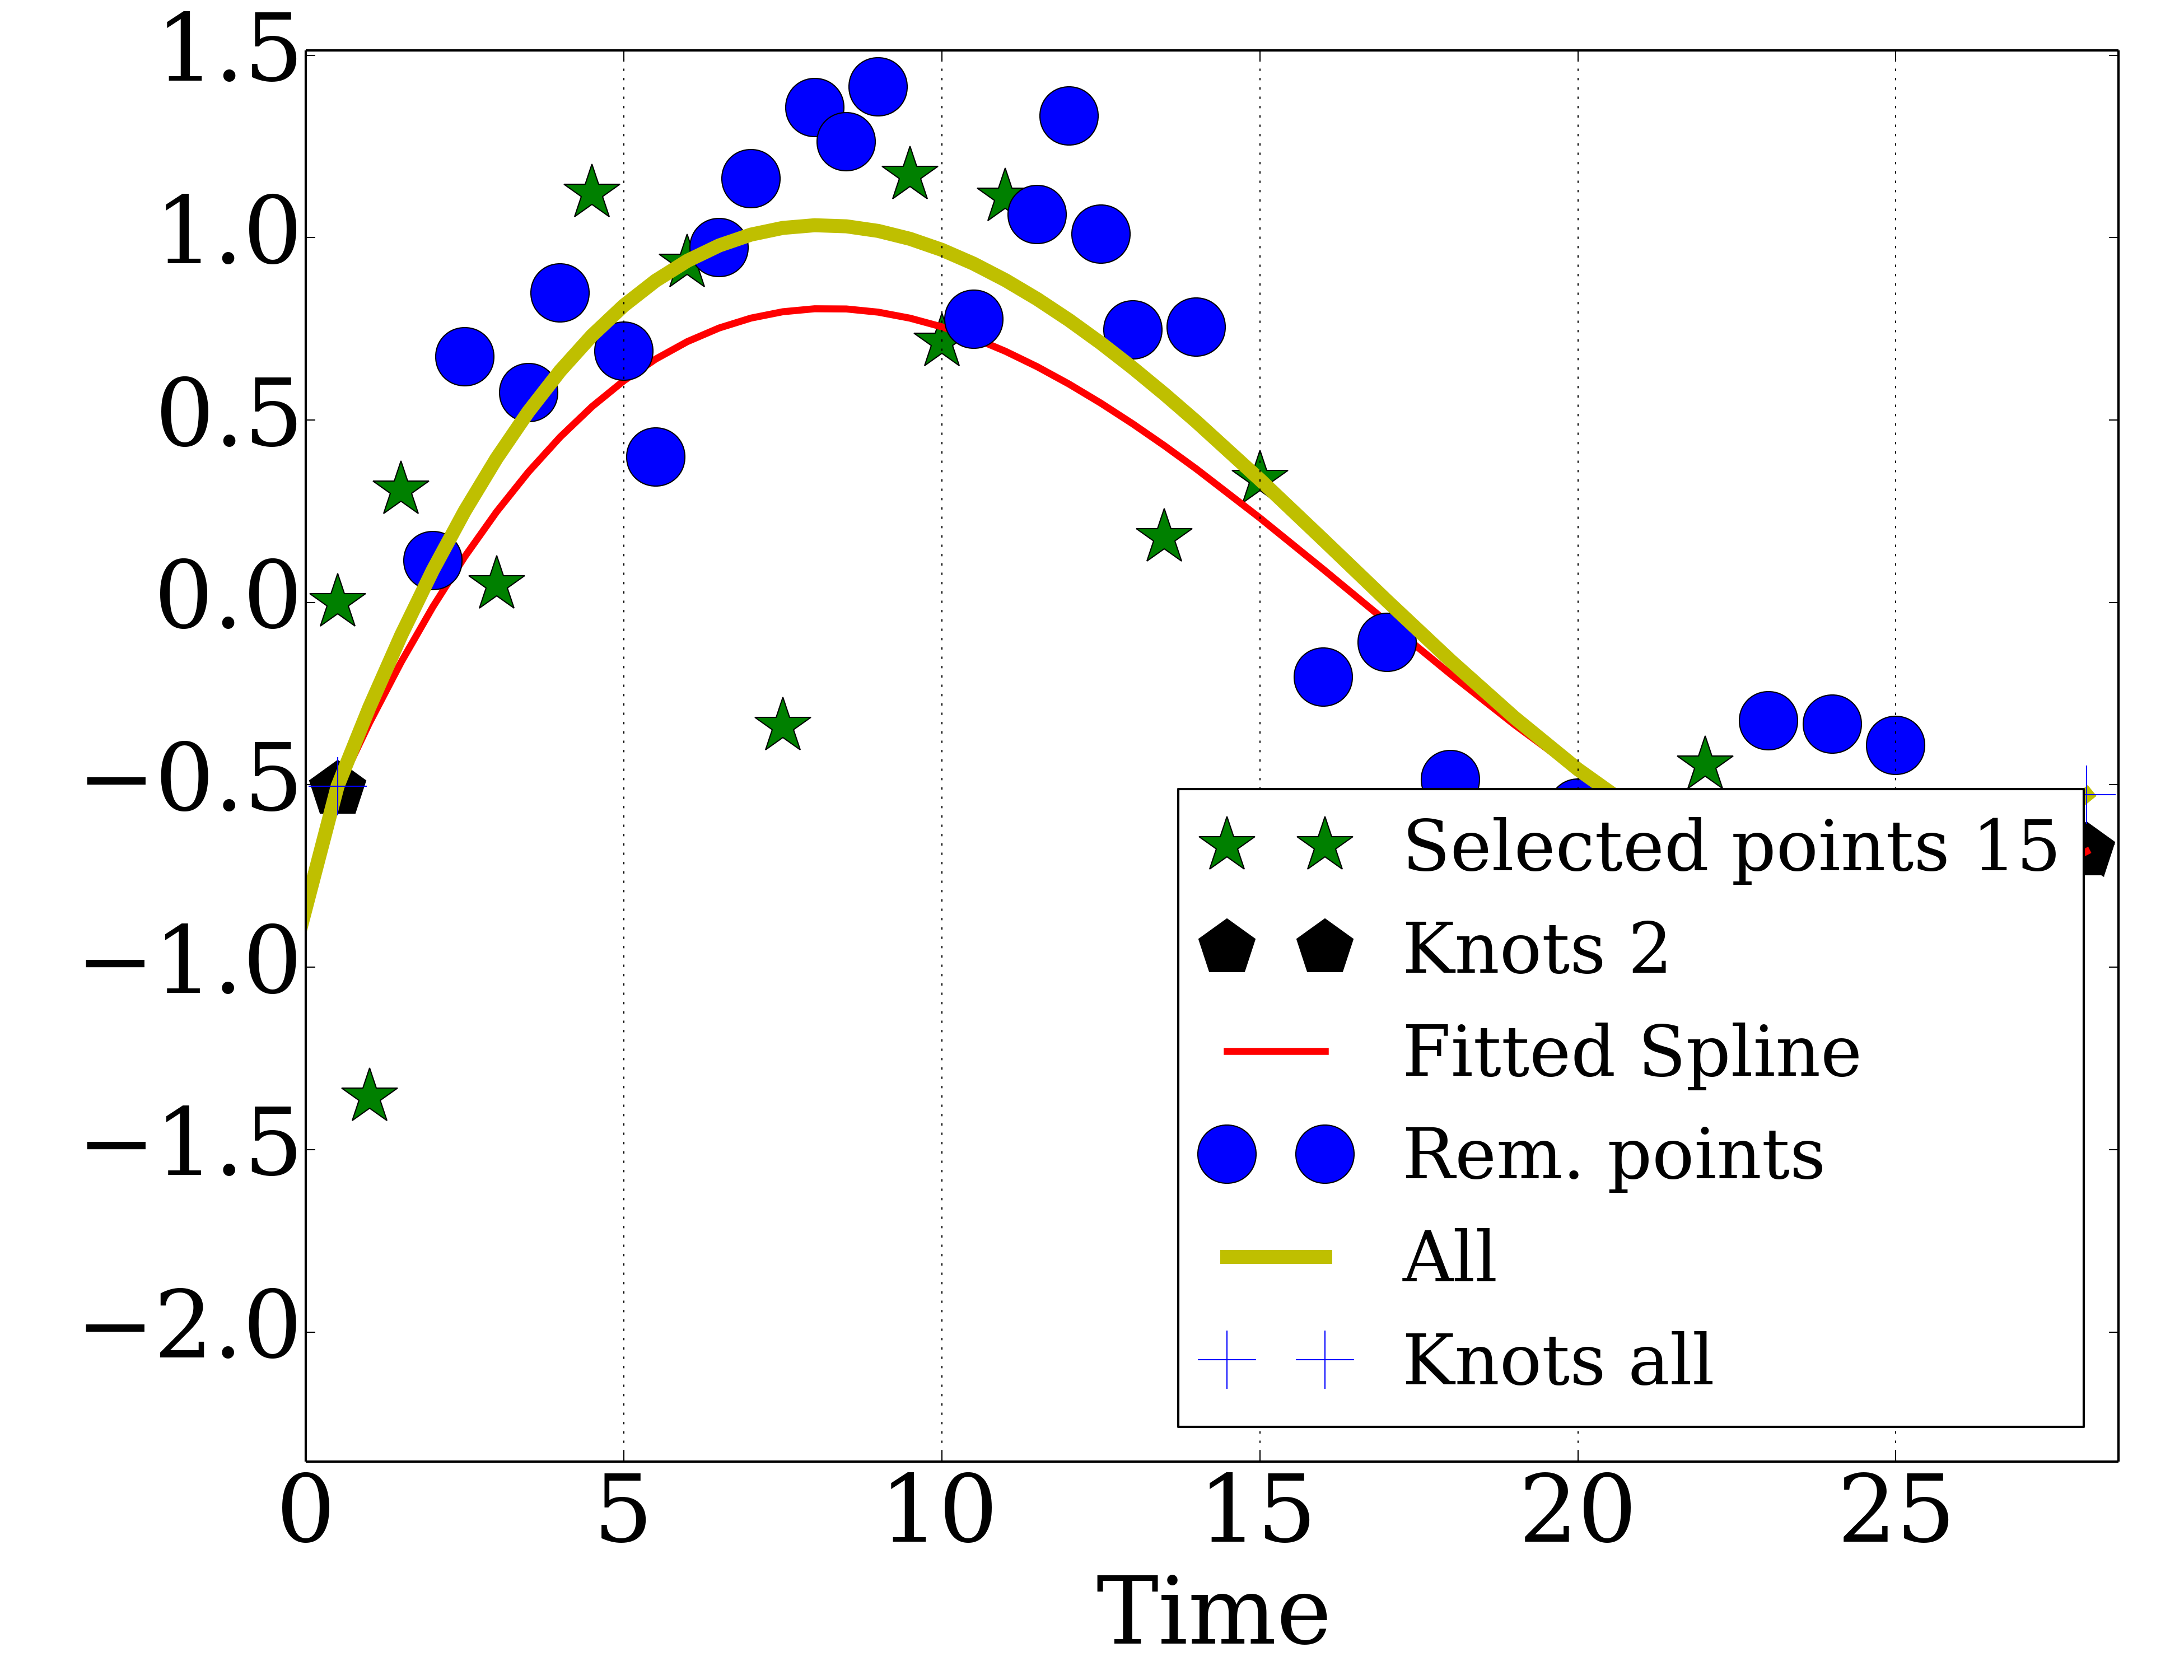 1.5
1.0
0.5
0.0
−0.5
−1.0
−1.5
−2.0
Selected points 15
Knots 2
Fitted Spline
Rem. points
All
Knots all
0 5 10 15 20 25
Time